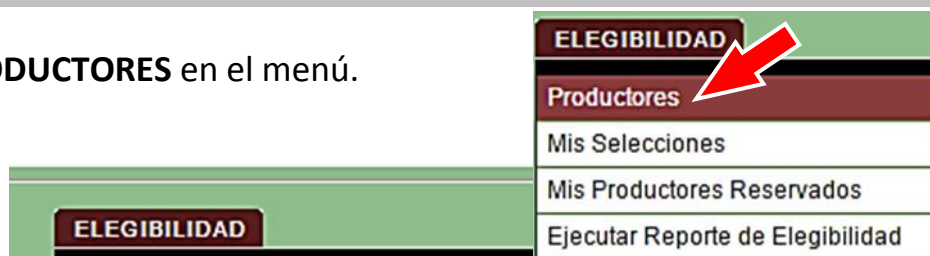 ODUCTORES en el menú.
ELEGIBILIDAD
Productores
Mis Selecciones
Mis Productores Reservados
Ejecutar Reporte de Elegibilidad
ELEGIBILIDAD